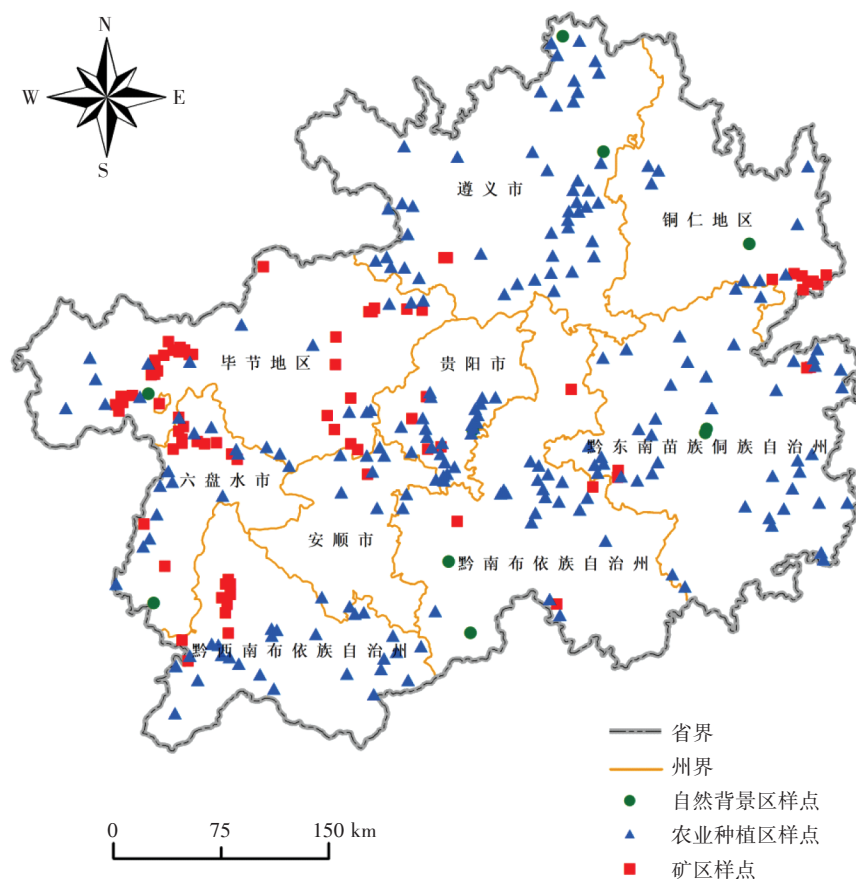 N
W
E
S
遵义市
铜仁地区
毕节地区
贵阳市
黔东南苗族侗族自治州
六盘水市
安顺市
黔南布依族自治州
黔西南布依族自治州
省界
州界
自然背景区样点
农业种植区样点
矿区样点
0 75 150 km